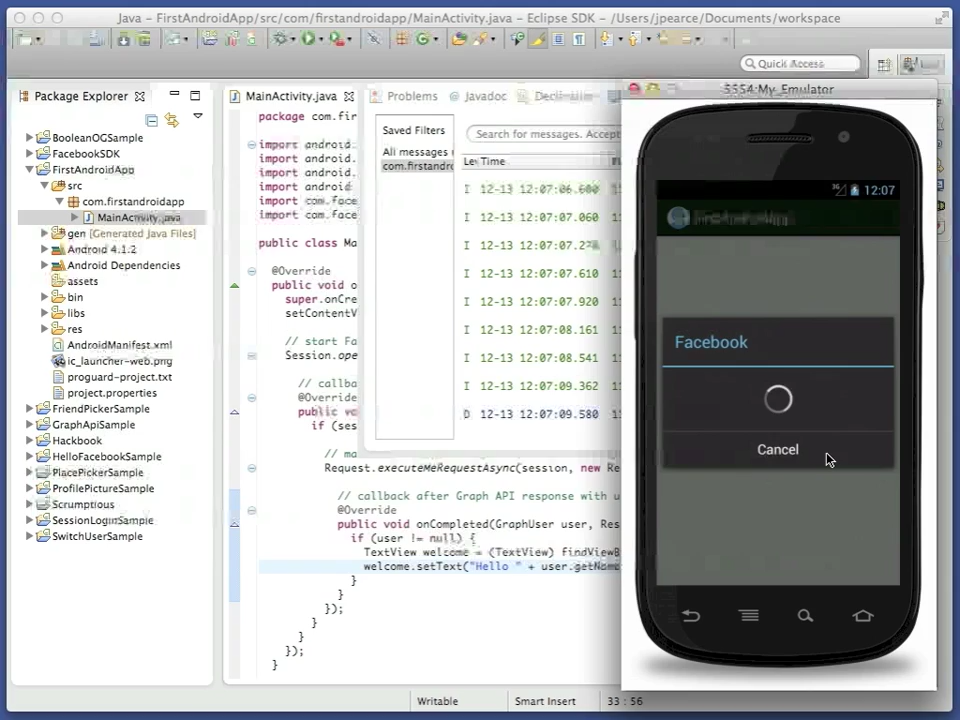 Java – FirstAndroidApp/src/com/firstandroidapp/MainActivity.java – Eclipse SDK – /Users/jpearce/Documents/workspace
Quick Access
Package Explorer
BooleanOGSample
FacebookSDK
FirstAndroidApp
src
com.firstandroidapp
MainActivity.java
gen [Generated Java Files]
Android 4.1.2
Android Dependencies
assets
bin
libs
res
AndroidManifest.xml
ic_launcher-web.png
proguard-project.txt
project.properties
FriendPickerSample
GraphApiSample
Hackbook
HelloFacebookSample
PlacePickerSample
ProfilePictureSample
Scrumptious
SessionLoginSample
SwitchUserSample
MainActivity.java
package com.fir
import android.
import android.
import android.
import android
import com.face
import com.face
public class Ma
@Override
public void o
super.onCre
setContentV
// start Fa
Session.ope
// callba
@Override
public vo
if (ses
// ma
Request.executeMeRequestAsync(session, new R
// callback after Graph API response with u
@Override
public void onCompleted(GraphUser user, Res
if (user != null) {
TextView welcome = (TextView) findViewB
welcome.setText("Hello " + user.getName
}
}
});
}
}
});
}
Problems
Javadoc
Declaration
Saved Filters
All messages
com.firstandro
Search for messages. Accept
Le Time
I 12-13 12:07:06.600
I 12-13 12:07:07.060
I 12-13 12:07:07.
I 12-13 12:07:07.610
I 12-13 12:07:07.920
I 12-13 12:07:08.161
I 12-13 12:07:08.541
I 12-13 12:07:09.362
D 12-13 12:07:09.580
5554:My_Emulator
3G 12:07
Facebook
Cancel
Writable
Smart Insert
33 : 56